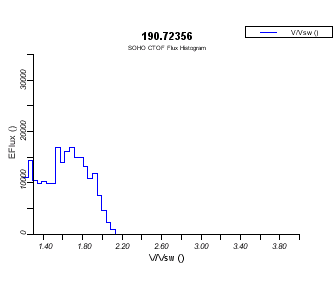 190.72356
SOHO CTOF Flux Histogram
V/Vsw ()
EFlux ()
30000
20000
10000
0
1.40 1.80 2.20 2.60 3.00 3.40 3.80
V/Vsw ()